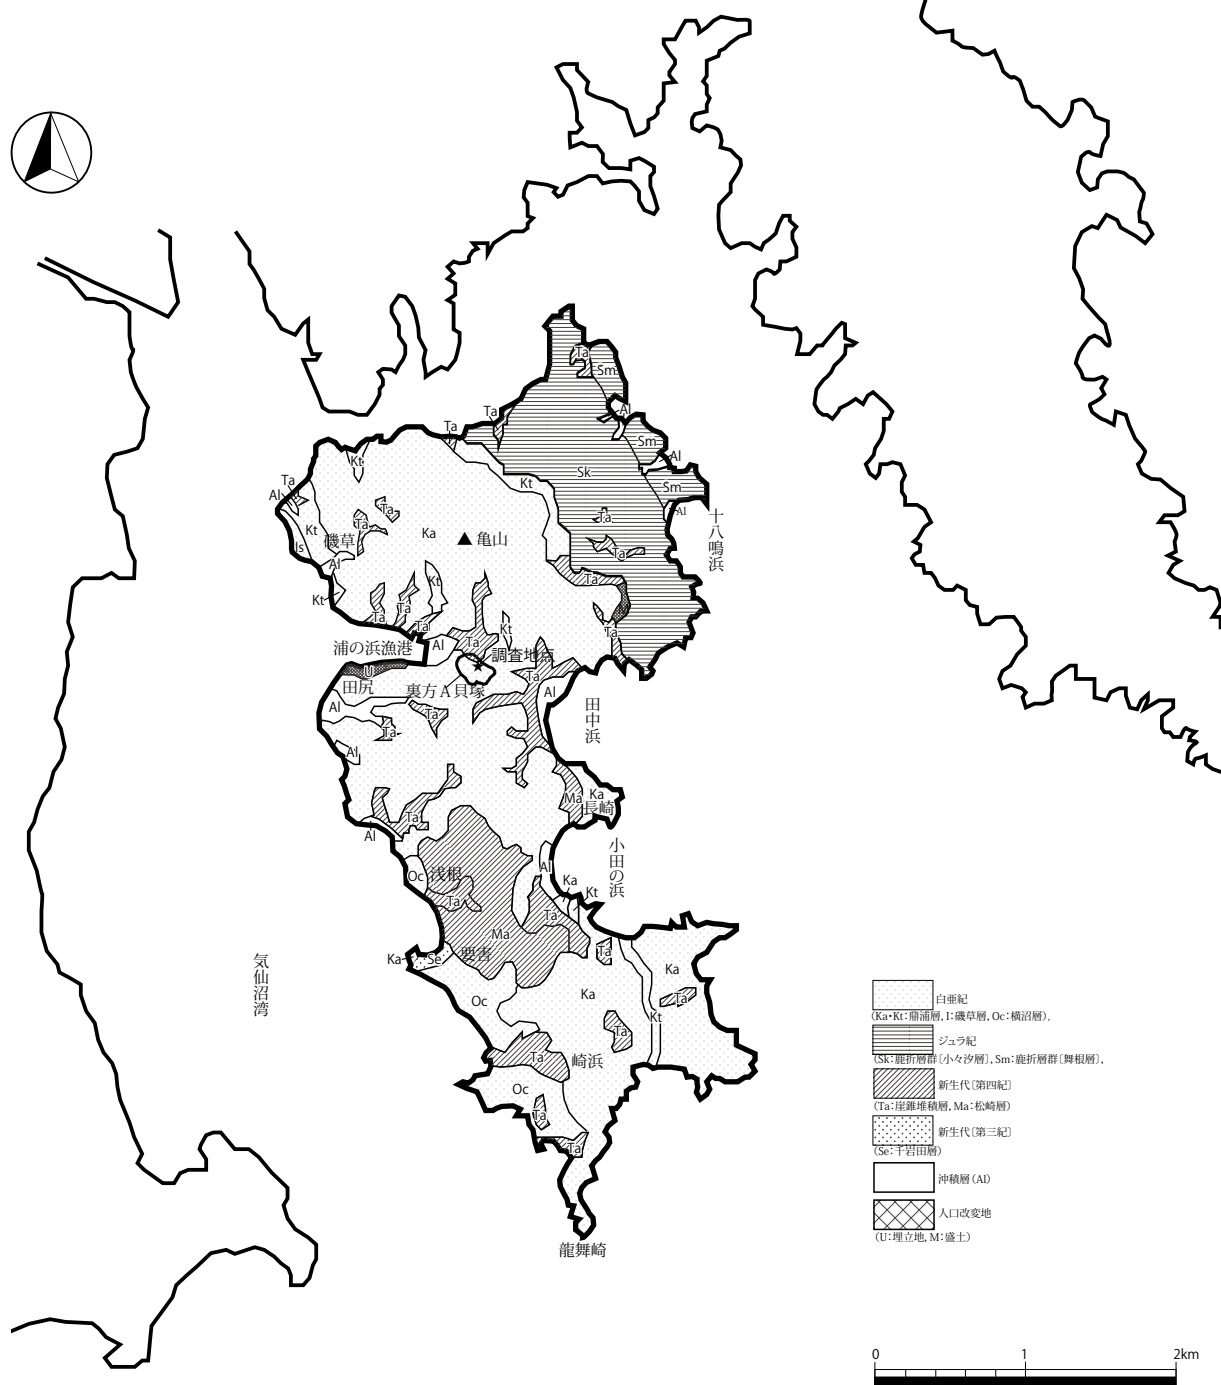 Ta
Sm
Al
Ta
Ta
Sm
Al
Sk
Sm
Kt
Kt
Ta
Al
Al
Ta
Ta
Kt
Ta
十八鳴浜
Ka
亀山
磯草
Is
Ta
Al
Kt
Ta
Kt
Ta
Ta
Ta
Kt
Ta
浦の浜漁港
Al
Ta
調査地点
U
Ta
田尻
裏方A貝塚
Al
Al
Ta
田中浜
Ta
Al
Ka
Ma
長崎
Ta
Al
小田の浜
Al
Oc
浅根
Ka
Kt
Ta
Ta
Ma
要害
Ta
Ka
Se
気仙沼湾
Ka
Oc
Ka
Ta
Kt
Ta
Ta
崎浜
Oc
Ta
Ta
龍舞崎
白亜紀
(Ka・Kt:鼎浦層, I:磯草層, Oc:横沼層).
ジュラ紀
(Sk:鹿折層群〔小々汐層〕, Sm:鹿折層群〔舞根層〕,
新生代〔第四紀〕
(Ta:崖錐堆積層, Ma:松崎層)
新生代〔第三紀〕
(Se:千岩田層)
沖積層(Al)
人口改変地
(U:埋立地, M:盛土)
0 1 2km